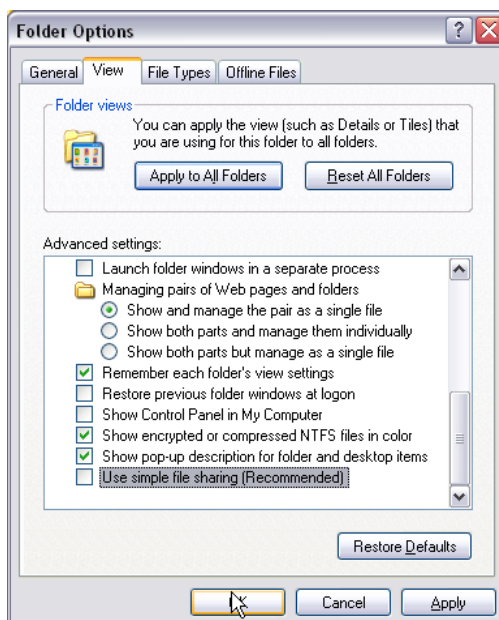 Folder Options
General
View
File Types
Offline Files
Folder views
You can apply the view (such as Details or Tiles) that
you are using for this folder to all folders.
Apply to All Folders
Reset All Folders
Advanced settings:
Launch folder windows in a separate process
Managing pairs of Web pages and folders
Show and manage the pair as a single file
Show both parts and manage them individually
Show both parts but manage as a single file
Remember each folder's view settings
Restore previous folder windows at logon
Show Control Panel in My Computer
Show encrypted or compressed NTFS files in color
Show pop-up description for folder and desktop items
Use simple file sharing (Recommended)
Restore Defaults
Cancel
Apply